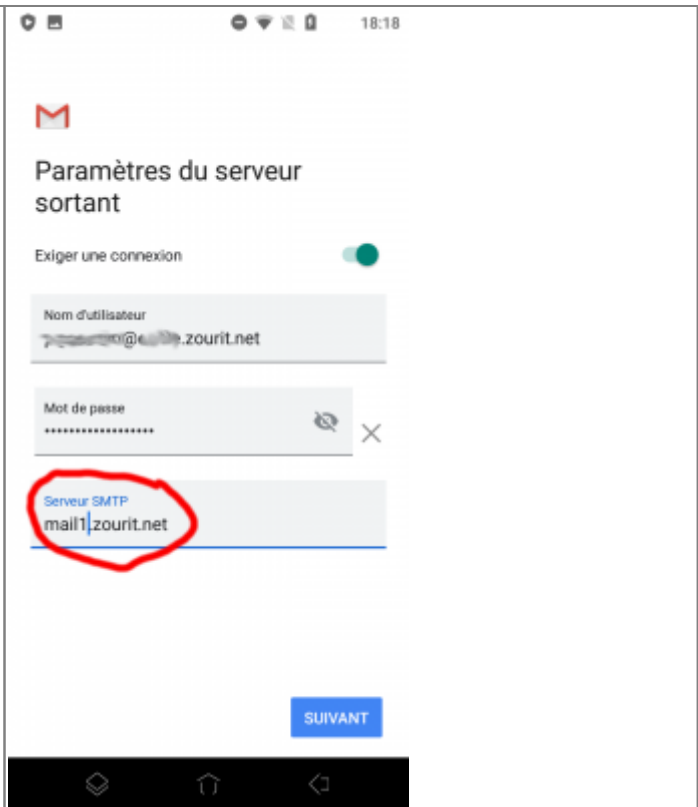 18:18
Paramètres du serveur
sortant
Exiger une connexion
Nom d'utilisateur
.zourit.net
Mot de passe
••••••••••••••••••
Serveur SMTP
mail1.zourit.net
SUIVANT